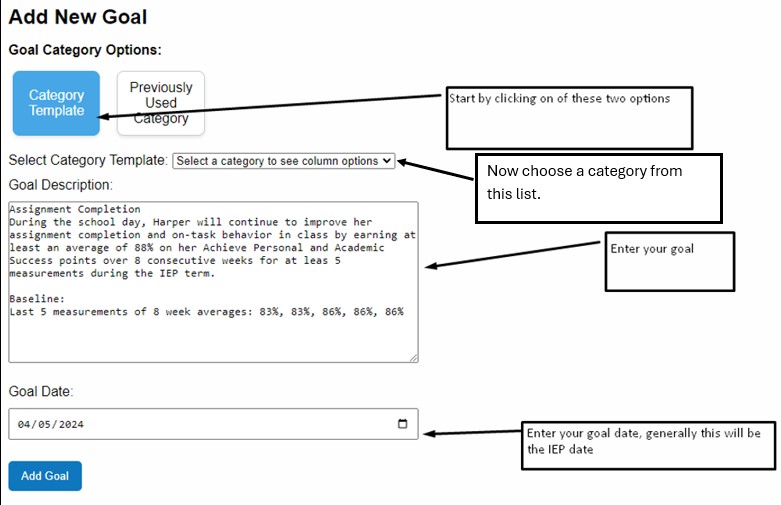 Add New Goal
Goal Category Options:
Category
Template
Previously
Used
Category
Start by clicking on of these two options
Select Category Template:
Select a category to see column options
Now choose a category from
this list.
Goal Description:
Assignment Completion
During the school day, Harper will continue to improve her
assignment completion and on-task behavior in class by earning at
least an average of 88% on her Achieve Personal and Academic
Success points over 8 consecutive weeks for at leas 5
measurements during the IEP term.
Baseline:
Last 5 measurements of 8 week averages: 83%, 83%, 86%, 86%, 86%
Enter your goal
Goal Date:
04/05/2024
Enter your goal date, generally this will be
the IEP date
Add Goal